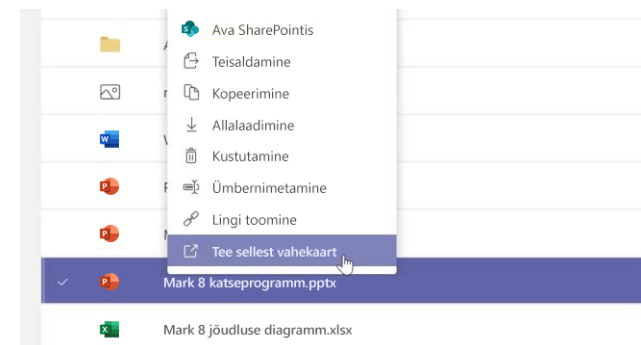 Ava SharePointis
Teisaldamine
Kopeerimine
Allalaadimine
Kustutamine
Ümbernimetamine
Lingi toomine
Tee sellest vahekaart
Mark 8 katseprogramm.pptx
Mark 8 jõudluse diagramm.xlsx